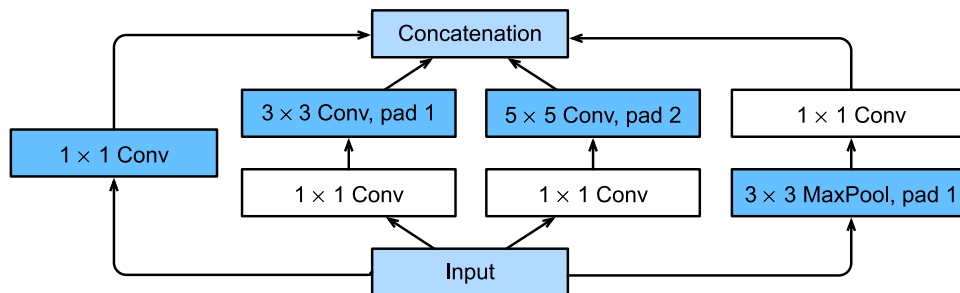 Concatenation
3 × 3 Conv, pad 1
5 × 5 Conv, pad 2
1 × 1 Conv
1 × 1 Conv
1 × 1 Conv
1 × 1 Conv
3 × 3 MaxPool, pad 1
Input